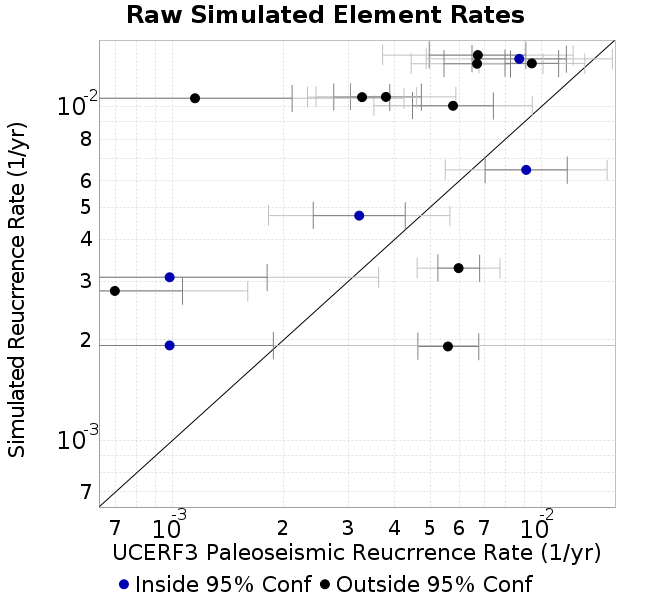 Raw Simulated Element Rates
Simulated Reucrrence Rate (1/yr)
10-2
8
6
5
4
3
2
10-3
7
7 10-3 2 3 4 5 6 7 10-2
UCERF3 Paleoseismic Reucrrence Rate (1/yr)
Inside 95% Conf Outside 95% Conf